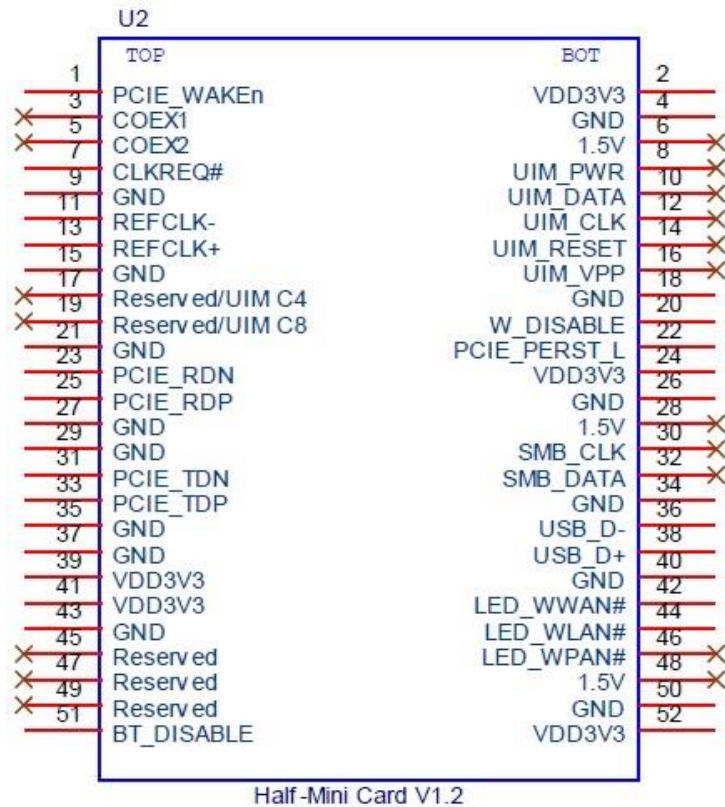 U2
TOP BOT
1 PCIE_WAKEn VDD3V3 2
3 COEX1 GND 4
5 COEX2 1.5V 6
7 CLKREQ# UIM_PWR 8
9 GND UIM_DATA 10
11 REFCLK- UIM_CLK 12
13 REFCLK+ UIM_RESET 14
15 GND UIM_VPP 16
17 Reserved/UIM C4 GND 18
19 Reserved/UIM C8 W_DISABLE 20
21 GND PCIE_PERST_L 22
23 PCIE_RDN VDD3V3 24
25 PCIE_RDP GND 26
27 GND 1.5V 28
29 GND SMB_CLK 30
31 PCIE_TDN SMB_DATA 32
33 PCIE_TDP GND 34
35 GND USB_D- 36
37 GND USB_D+ 38
39 VDD3V3 GND 40
41 VDD3V3 LED_WWAN# 42
43 GND LED_WLAN# 44
45 Reserved LED_WPAN# 46
47 Reserved 1.5V 48
49 Reserved GND 50
51 BT_DISABLE VDD3V3 52
Half-Mini Card V1.2